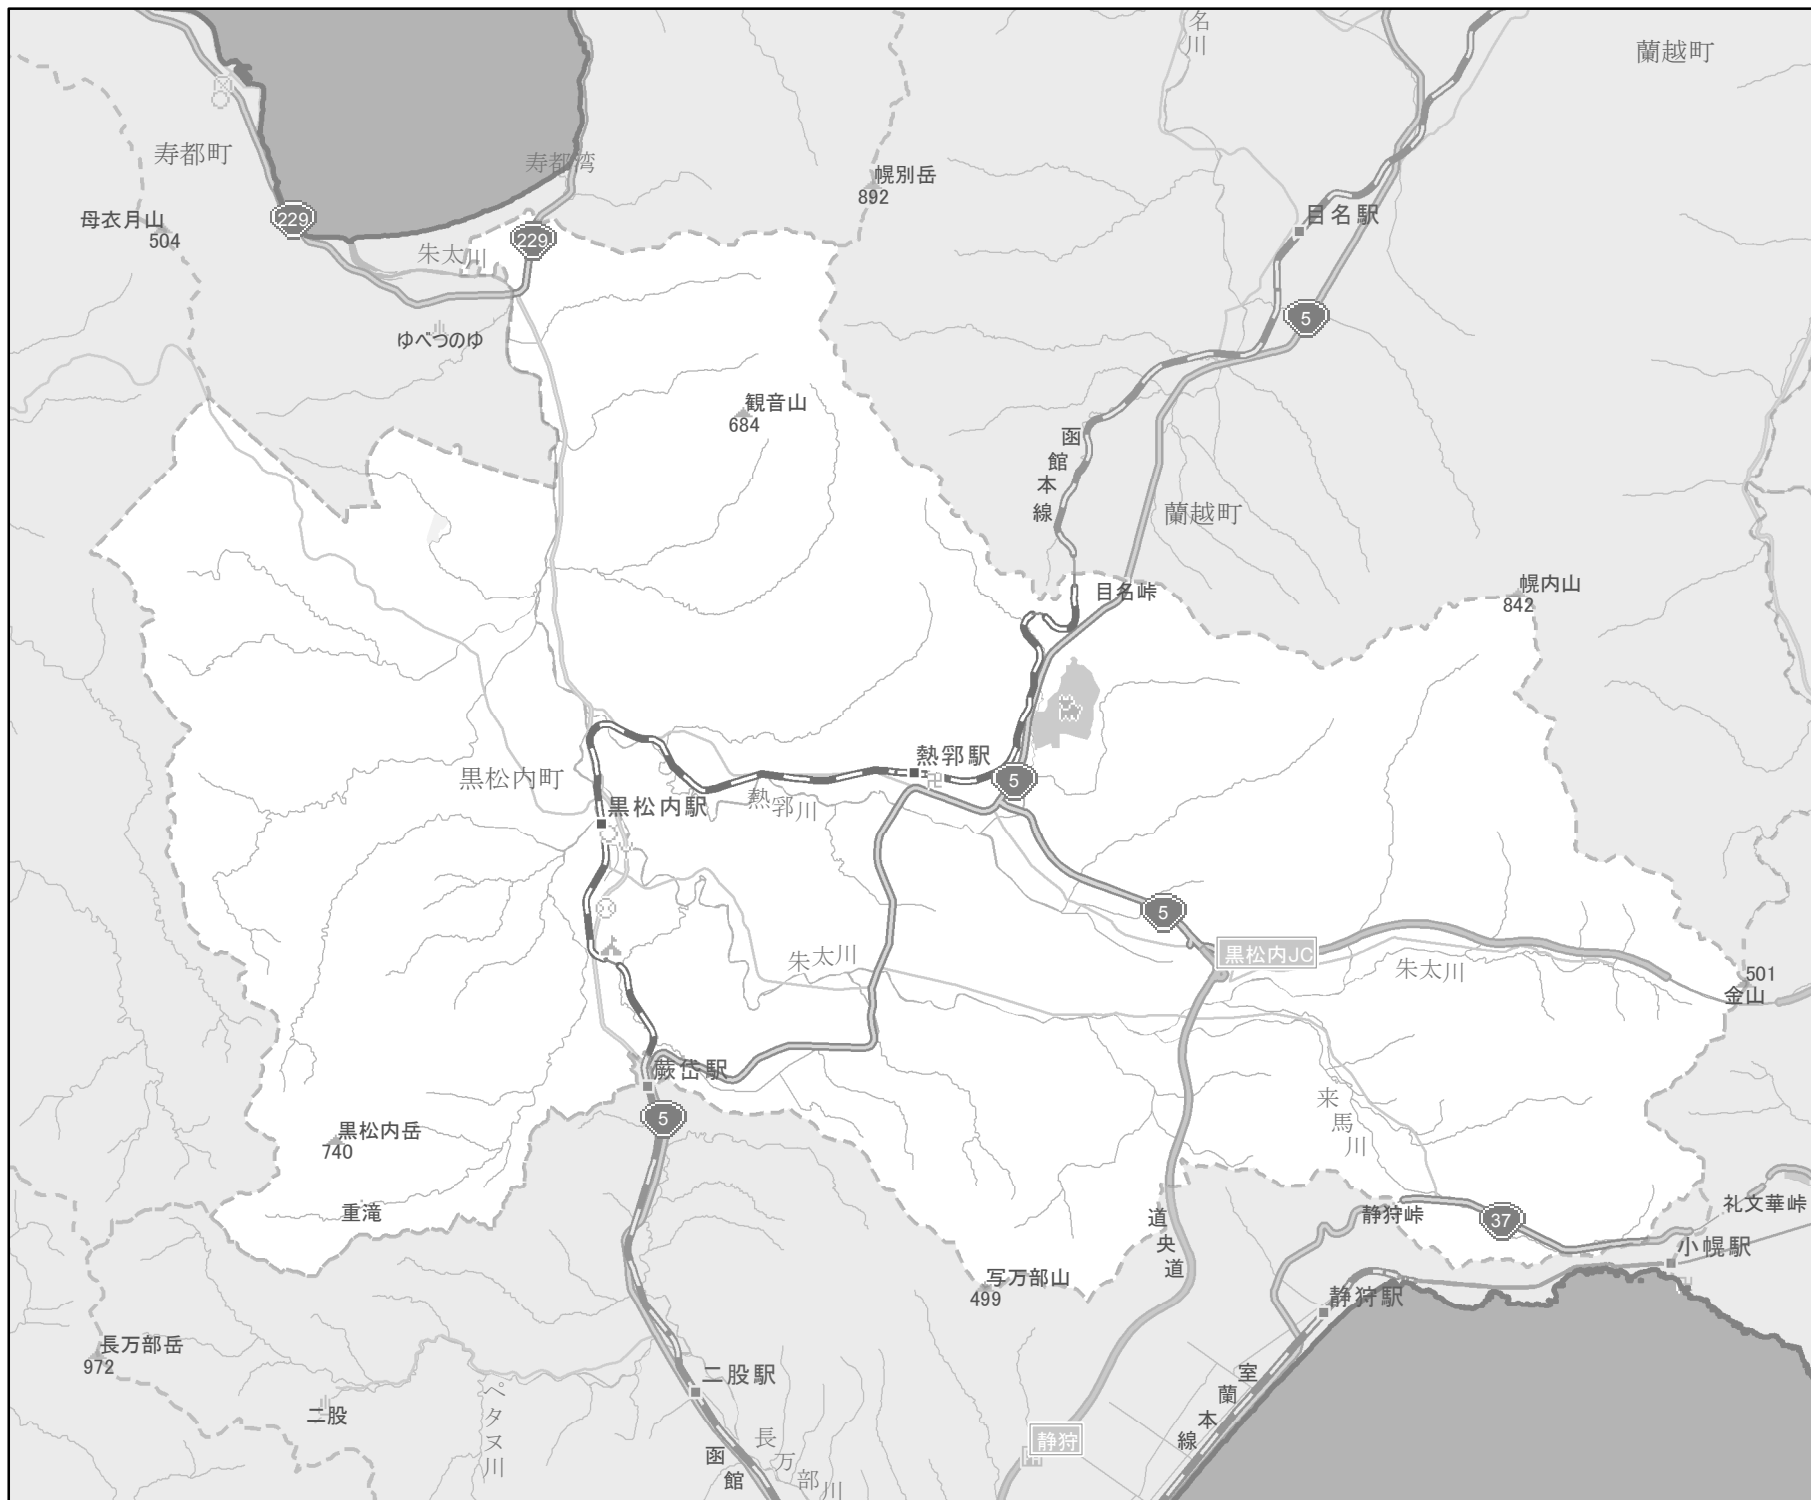 名川
蘭越町
寿都町
寿都湾
幌別岳
892
母衣月山
504
229
229
朱太川
目名駅
5
ゆべつのゆ
観音山
684
函館本線
蘭越町
目名峠
幌内山
842
黒松内町
熱郛駅
5
熱郛川
黒松内駅
5
黒松内JC
朱太川
朱太川
501
金山
蕨岱駅
5
来馬川
黒松内岳
740
重滝
道央道
静狩峠
37
礼文華峠
小幌駅
写万部山
499
静狩駅
長万部岳
972
二股駅
室蘭本線
二股
ペタヌ川
静狩
長万部川
函館